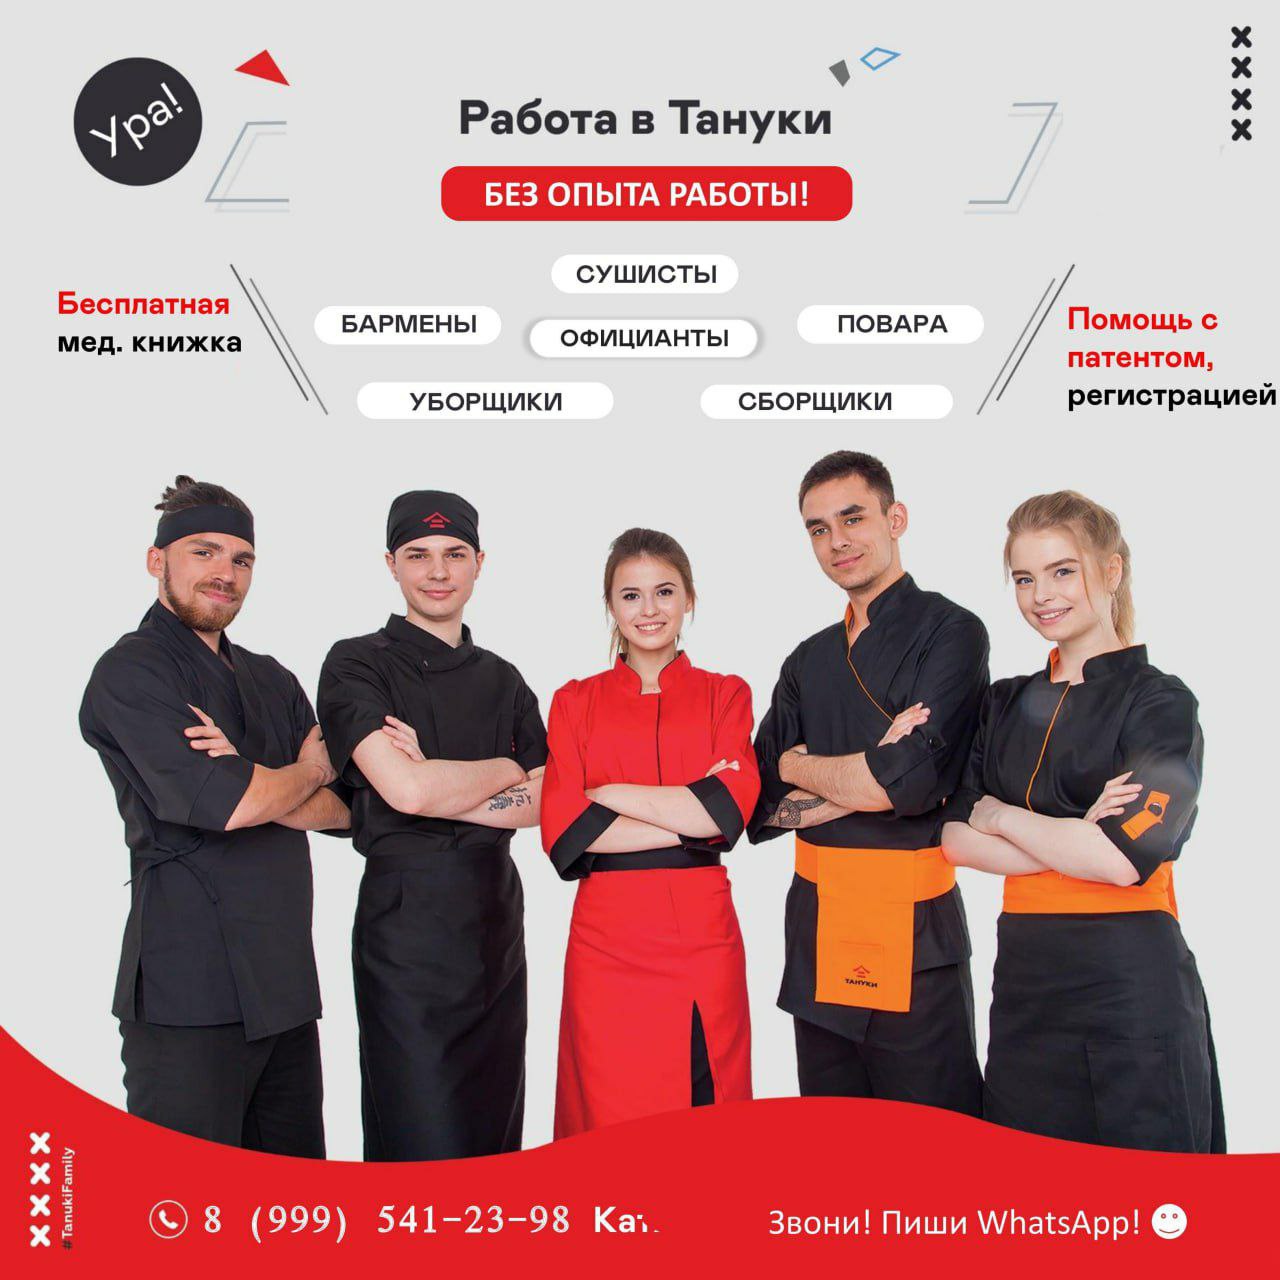 Ура!
Работа в Тануки
БЕЗ ОПЫТА РАБОТЫ!
СУШИСТЫ
БАРМЕНЫ
ОФИЦИАНТЫ
ПОВАРА
УБОРЩИКИ
СБОРЩИКИ
Бесплатная
мед. книжка
Помощь с
патентом,
регистрацией
ТАНУКИ
#TanukiFamily
8 (999) 541-23-98
Звони! Пиши WhatsApp!